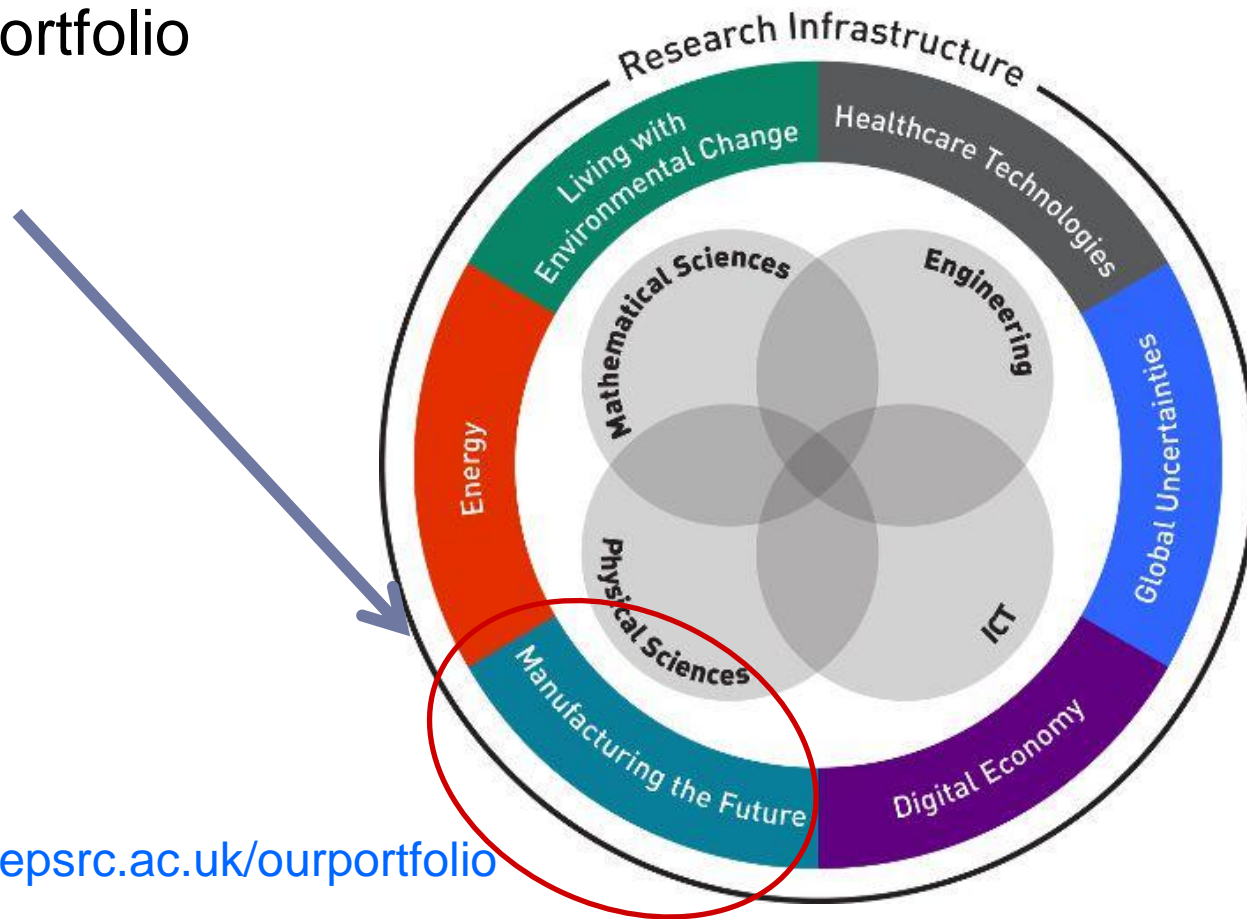 ortfolio
Research Infrastructure
Living with
Environmental Change
Healthcare Technologies
Mathematical Sciences
Engineering
Energy
Global Uncertainties
Physical Sciences
ICT
Manufacturing the Future
Digital Economy
epsrc.ac.uk/ourportfolio